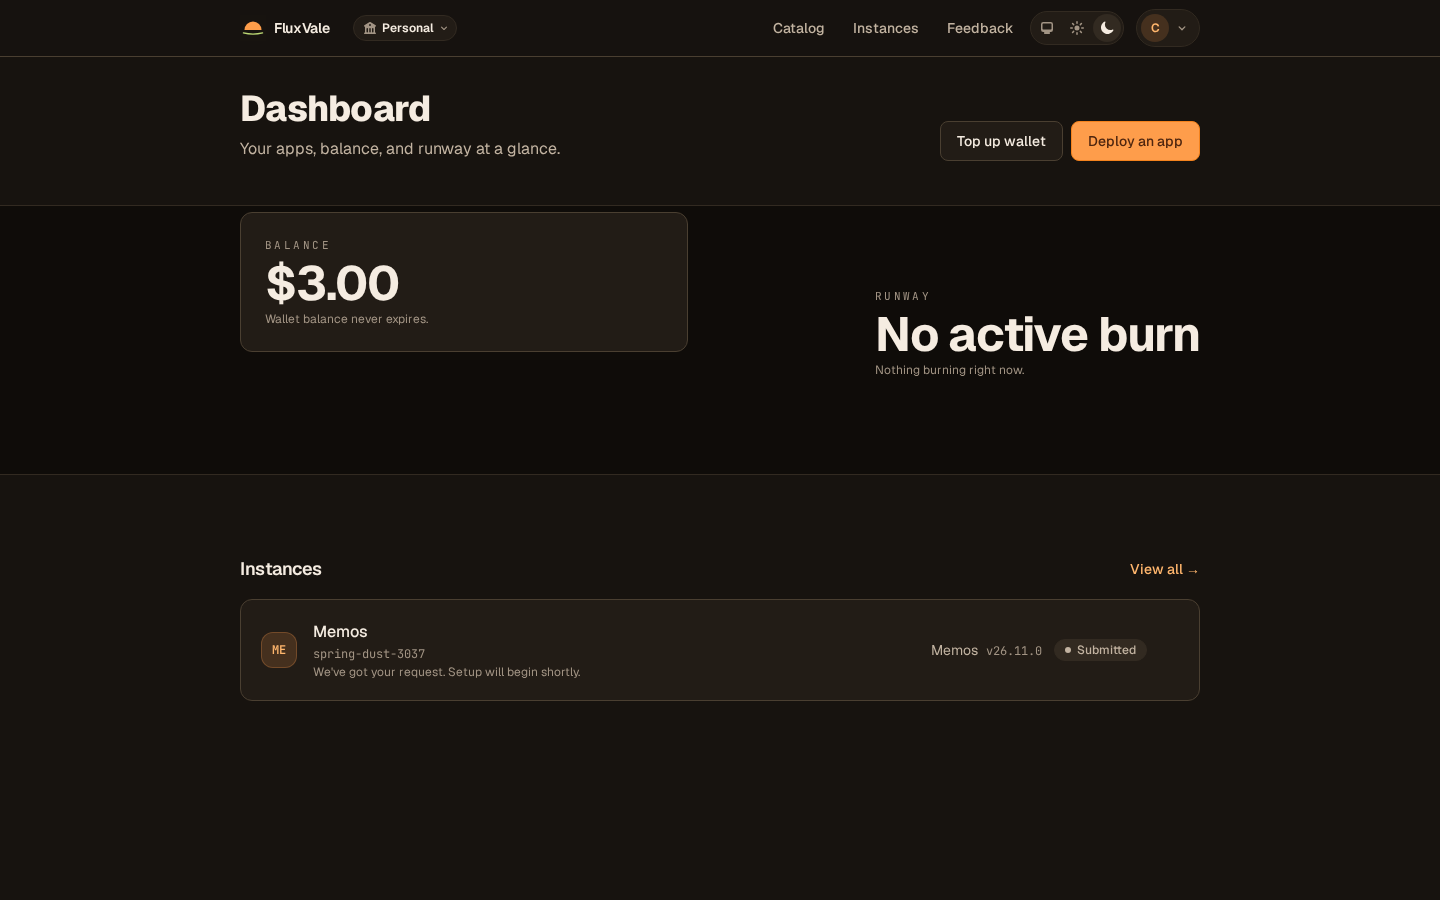 FluxVale
Personal
Catalog
Instances
Feedback
C
Dashboard
Your apps, balance, and runway at a glance.
Top up wallet
Deploy an app
BALANCE
$3.00
Wallet balance never expires.
RUNWAY
No active burn
Nothing burning right now.
Instances
View all →
ME
Memos
spring-dust-3037
We've got your request. Setup will begin shortly.
Memos v26.11.0
Submitted